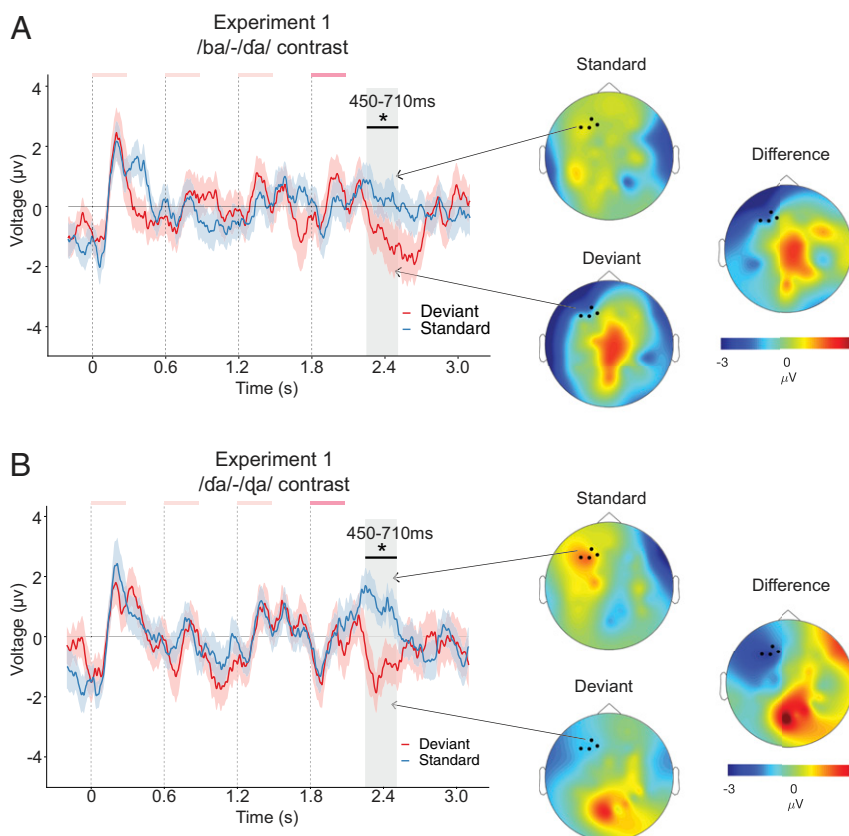 A
Experiment 1
/ba/-/ɗa/ contrast
4
2
0
-2
-4
Voltage (μv)
450-710ms
*
Deviant
Standard
0
0.6
1.2
1.8
2.4
3.0
Time (s)
Standard
Deviant
Difference
-3
0
μV
B
Experiment 1
/ɗa/-/ɖa/ contrast
4
2
0
-2
-4
Voltage (μv)
450-710ms
*
Deviant
Standard
0
0.6
1.2
1.8
2.4
3.0
Time (s)
Standard
Deviant
Difference
-3
0
μV